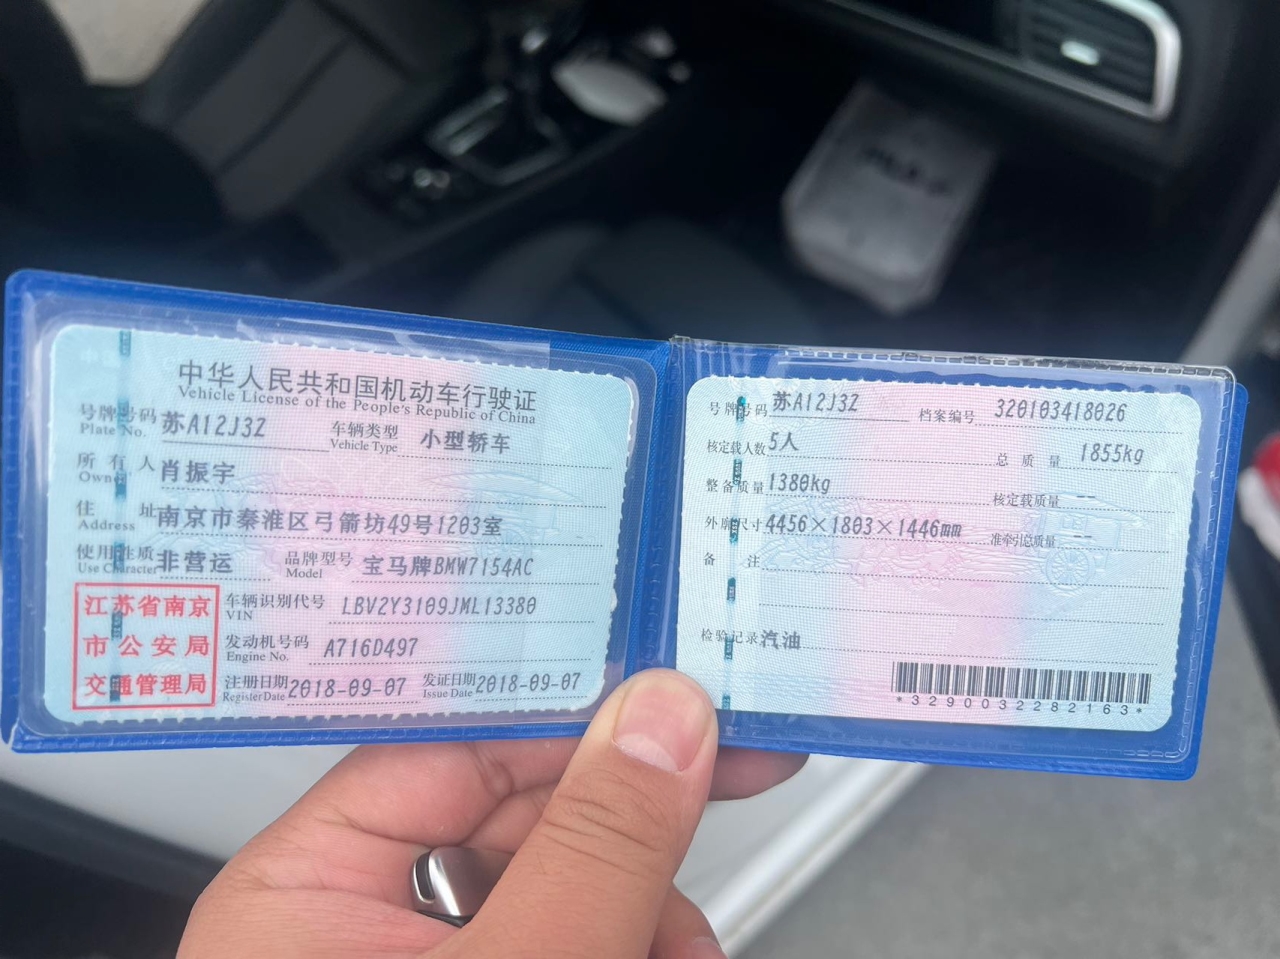 中华人民共和国机动车行驶证
Vehicle License of the People's Republic of China
号牌号码 苏A12J3Z 车辆类型 小型轿车
Plate No. Vehicle Type
所有人 肖振宇
Owner
住址 南京市秦淮区弓箭坊49号1203室
Address
使用性质 非营运 品牌型号 宝马牌BMW7154AC
Use Character Model
江苏省南京
市公安局
交通管理局
车辆识别代号 LBV2Y3109JML13380
VIN
发动机号码 A716D497
Engine No.
注册日期 2018-09-07 发证日期 2018-09-07
Register Date Issue Date
号牌号码 苏A12J3Z 档案编号 320103418026
核定载人数 5人 总质量 1855kg
整备质量 1380kg 核定载质量 --
外廓尺寸 4456×1803×1446mm 准牵引总质量 --
备注
检验记录 汽油
*3290032282163*